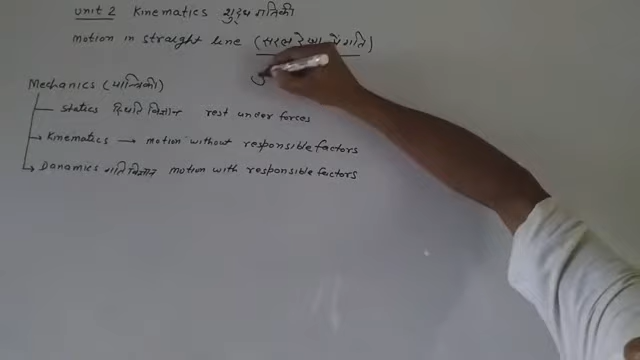 unit 2 Kinematics शुद्ध गतिकी
motion in straight line (सरल रेखा में गति)
Mechanics (यांत्रिकी)
Statics स्थिति विज्ञान rest under forces
Kinematics → motion without responsible factors
Danamics गति विज्ञान motion with responsible factors